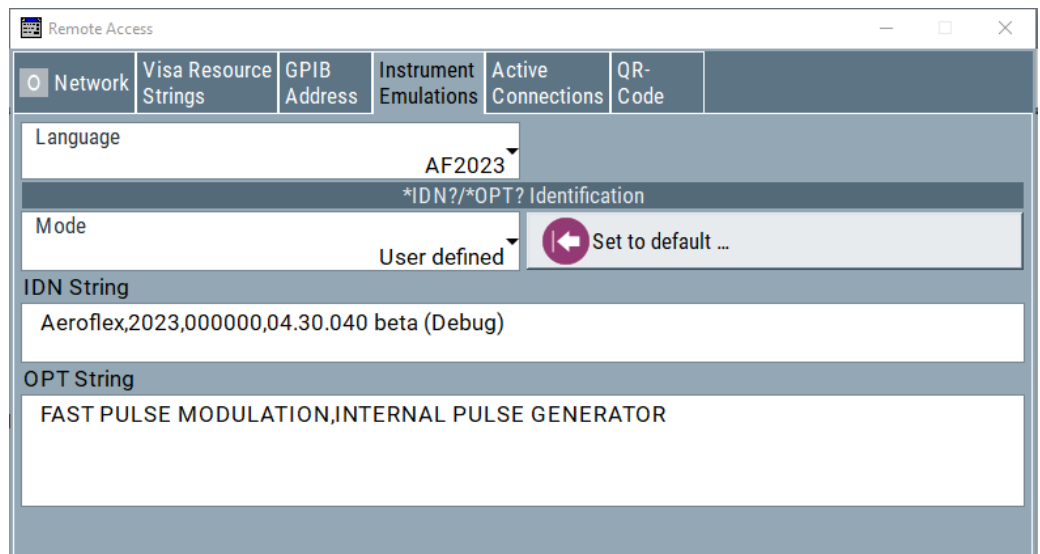 Remote Access
O Network
Visa Resource
Strings
GPIB
Address
Instrument
Emulations
Active
Connections
QR-
Code
Language
AF2023
*IDN?/*OPT? Identification
Mode
User defined
Set to default ...
IDN String
Aeroflex,2023,000000,04.30.040 beta (Debug)
OPT String
FAST PULSE MODULATION,INTERNAL PULSE GENERATOR